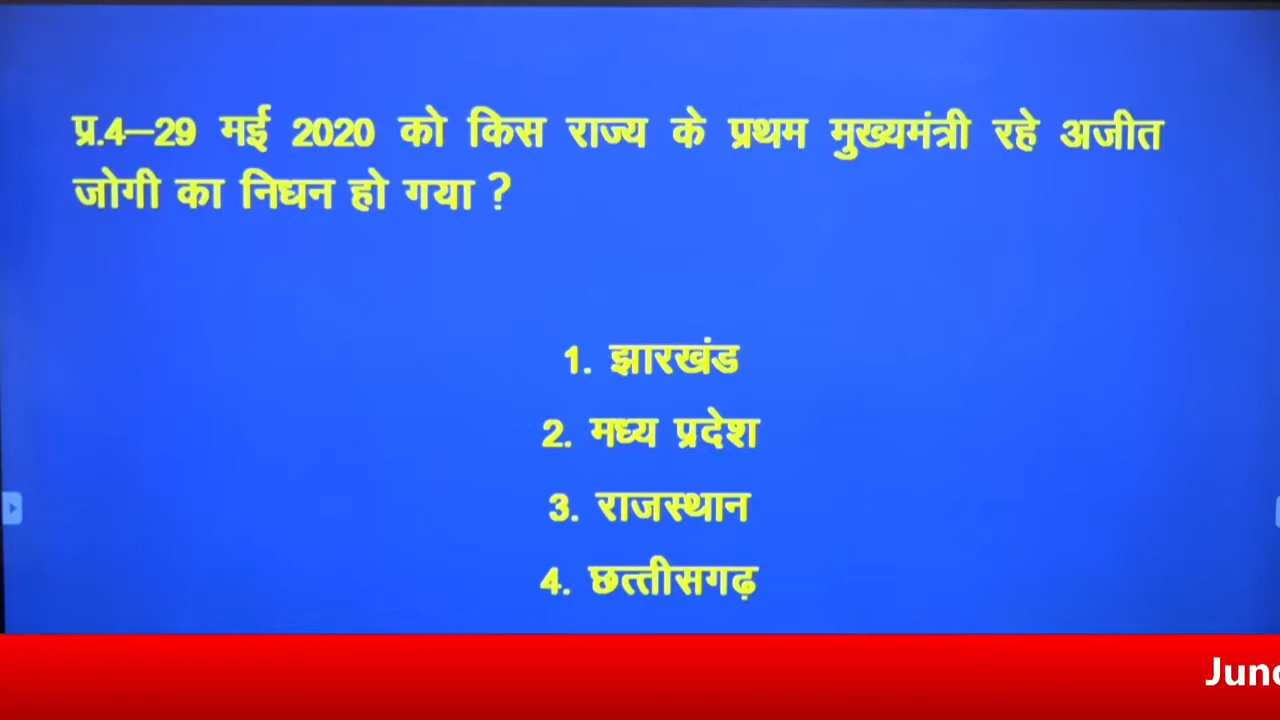 प्र.4–29 मई 2020 को किस राज्य के प्रथम मुख्यमंत्री रहे अजीत
जोगी का निधन हो गया ?
1. झारखंड
2. मध्य प्रदेश
3. राजस्थान
4. छत्तीसगढ़